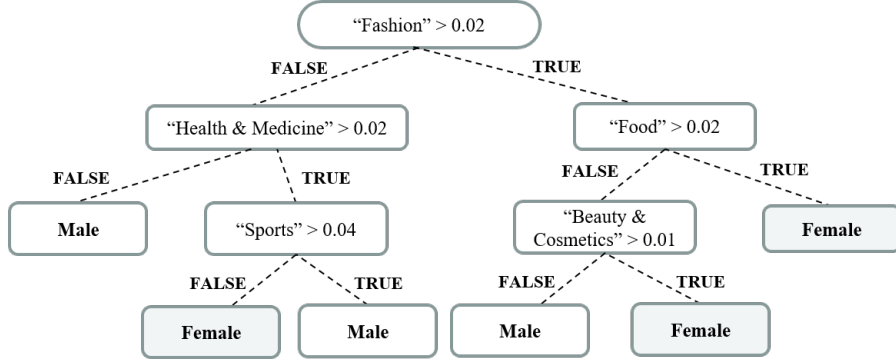 “Fashion” > 0.02
FALSE
TRUE
“Health & Medicine” > 0.02
“Food” > 0.02
FALSE
TRUE
FALSE
TRUE
Male
“Sports” > 0.04
“Beauty &
Cosmetics” > 0.01
Female
FALSE
TRUE
FALSE
TRUE
Female
Male
Male
Female